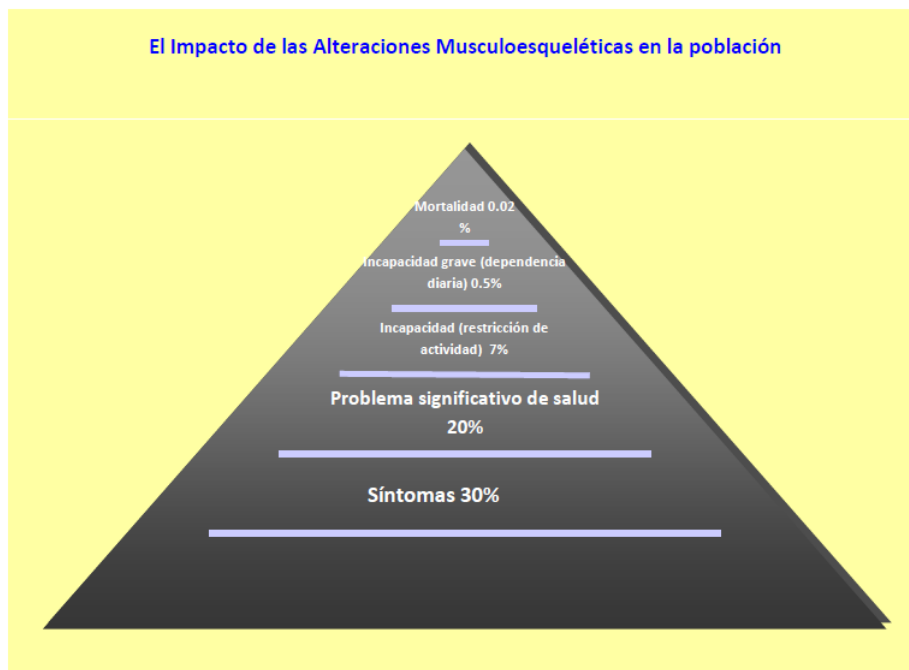 El Impacto de las Alteraciones Musculoesqueléticas en la población
Mortalidad 0.02
%
Incapacidad grave (dependencia
diaria) 0.5%
Incapacidad (restricción de
actividad) 7%
Problema significativo de salud
20%
Síntomas 30%